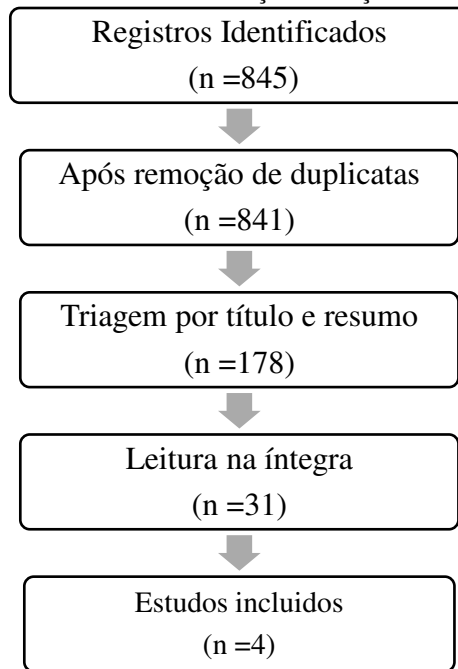 Registros Identificados
(n =845)
Após remoção de duplicatas
(n =841)
Triagem por título e resumo
(n =178)
Leitura na íntegra
(n =31)
Estudos incluidos
(n =4)